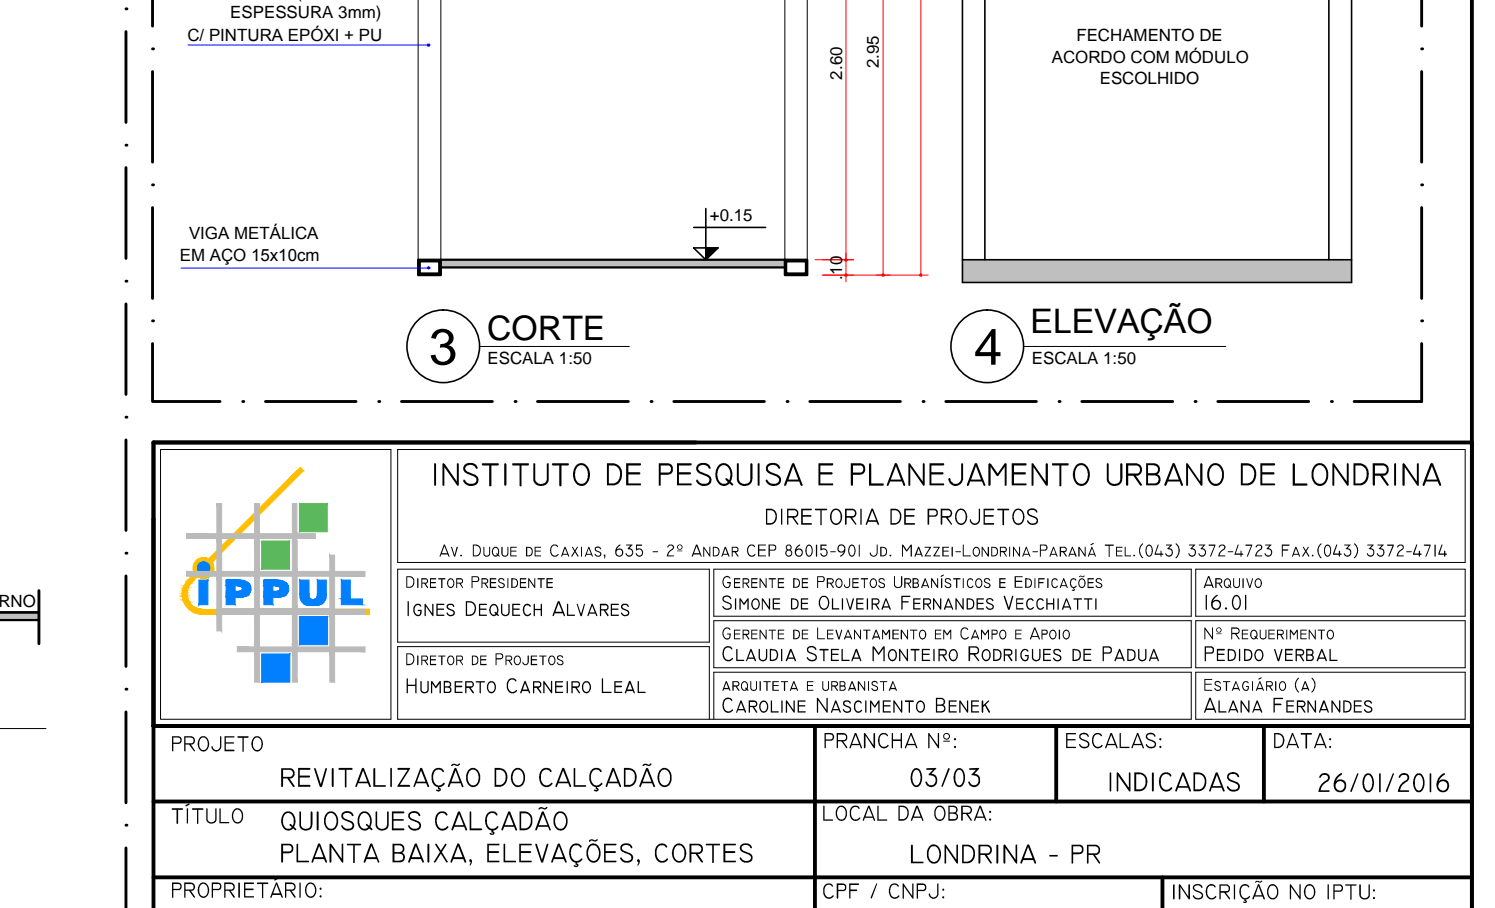 ESPESSURA 3mm)
C/ PINTURA EPÓXI + PU
2.60
2.95
FECHAMENTO DE
ACORDO COM MÓDULO
ESCOLHIDO
VIGA METÁLICA
EM AÇO 15x10cm
+0.15
.10
3 CORTE
ESCALA 1:50
4 ELEVAÇÃO
ESCALA 1:50
RNO
IPPUL
INSTITUTO DE PESQUISA E PLANEJAMENTO URBANO DE LONDRINA
DIRETORIA DE PROJETOS
AV. DUQUE DE CAXIAS, 635 - 2º ANDAR CEP 86015-901 JD. MAZZEI-LONDRINA-PARANÁ TEL.(043) 3372-4723 FAX.(043) 3372-4714
DIRETOR PRESIDENTE
IGNES DEQUECH ALVARES
DIRETOR DE PROJETOS
HUMBERTO CARNEIRO LEAL
GERENTE DE PROJETOS URBANÍSTICOS E EDIFICAÇÕES
SIMONE DE OLIVEIRA FERNANDES VECCHIATTI
GERENTE DE LEVANTAMENTO EM CAMPO E APOIO
CLAUDIA STELA MONTEIRO RODRIGUES DE PADUA
ARQUITETA E URBANISTA
CAROLINE NASCIMENTO BENEK
ARQUIVO
16.01
Nº REQUERIMENTO
PEDIDO VERBAL
ESTAGIÁRIO (A)
ALANA FERNANDES
PROJETO
REVITALIZAÇÃO DO CALÇADÃO
PRANCHA Nº:
03/03
ESCALAS:
INDICADAS
DATA:
26/01/2016
TÍTULO
QUIOSQUES CALÇADÃO
PLANTA BAIXA, ELEVAÇÕES, CORTES
LOCAL DA OBRA:
LONDRINA - PR
PROPRIETÁRIO:
CPF / CNPJ:
INSCRIÇÃO NO IPTU: